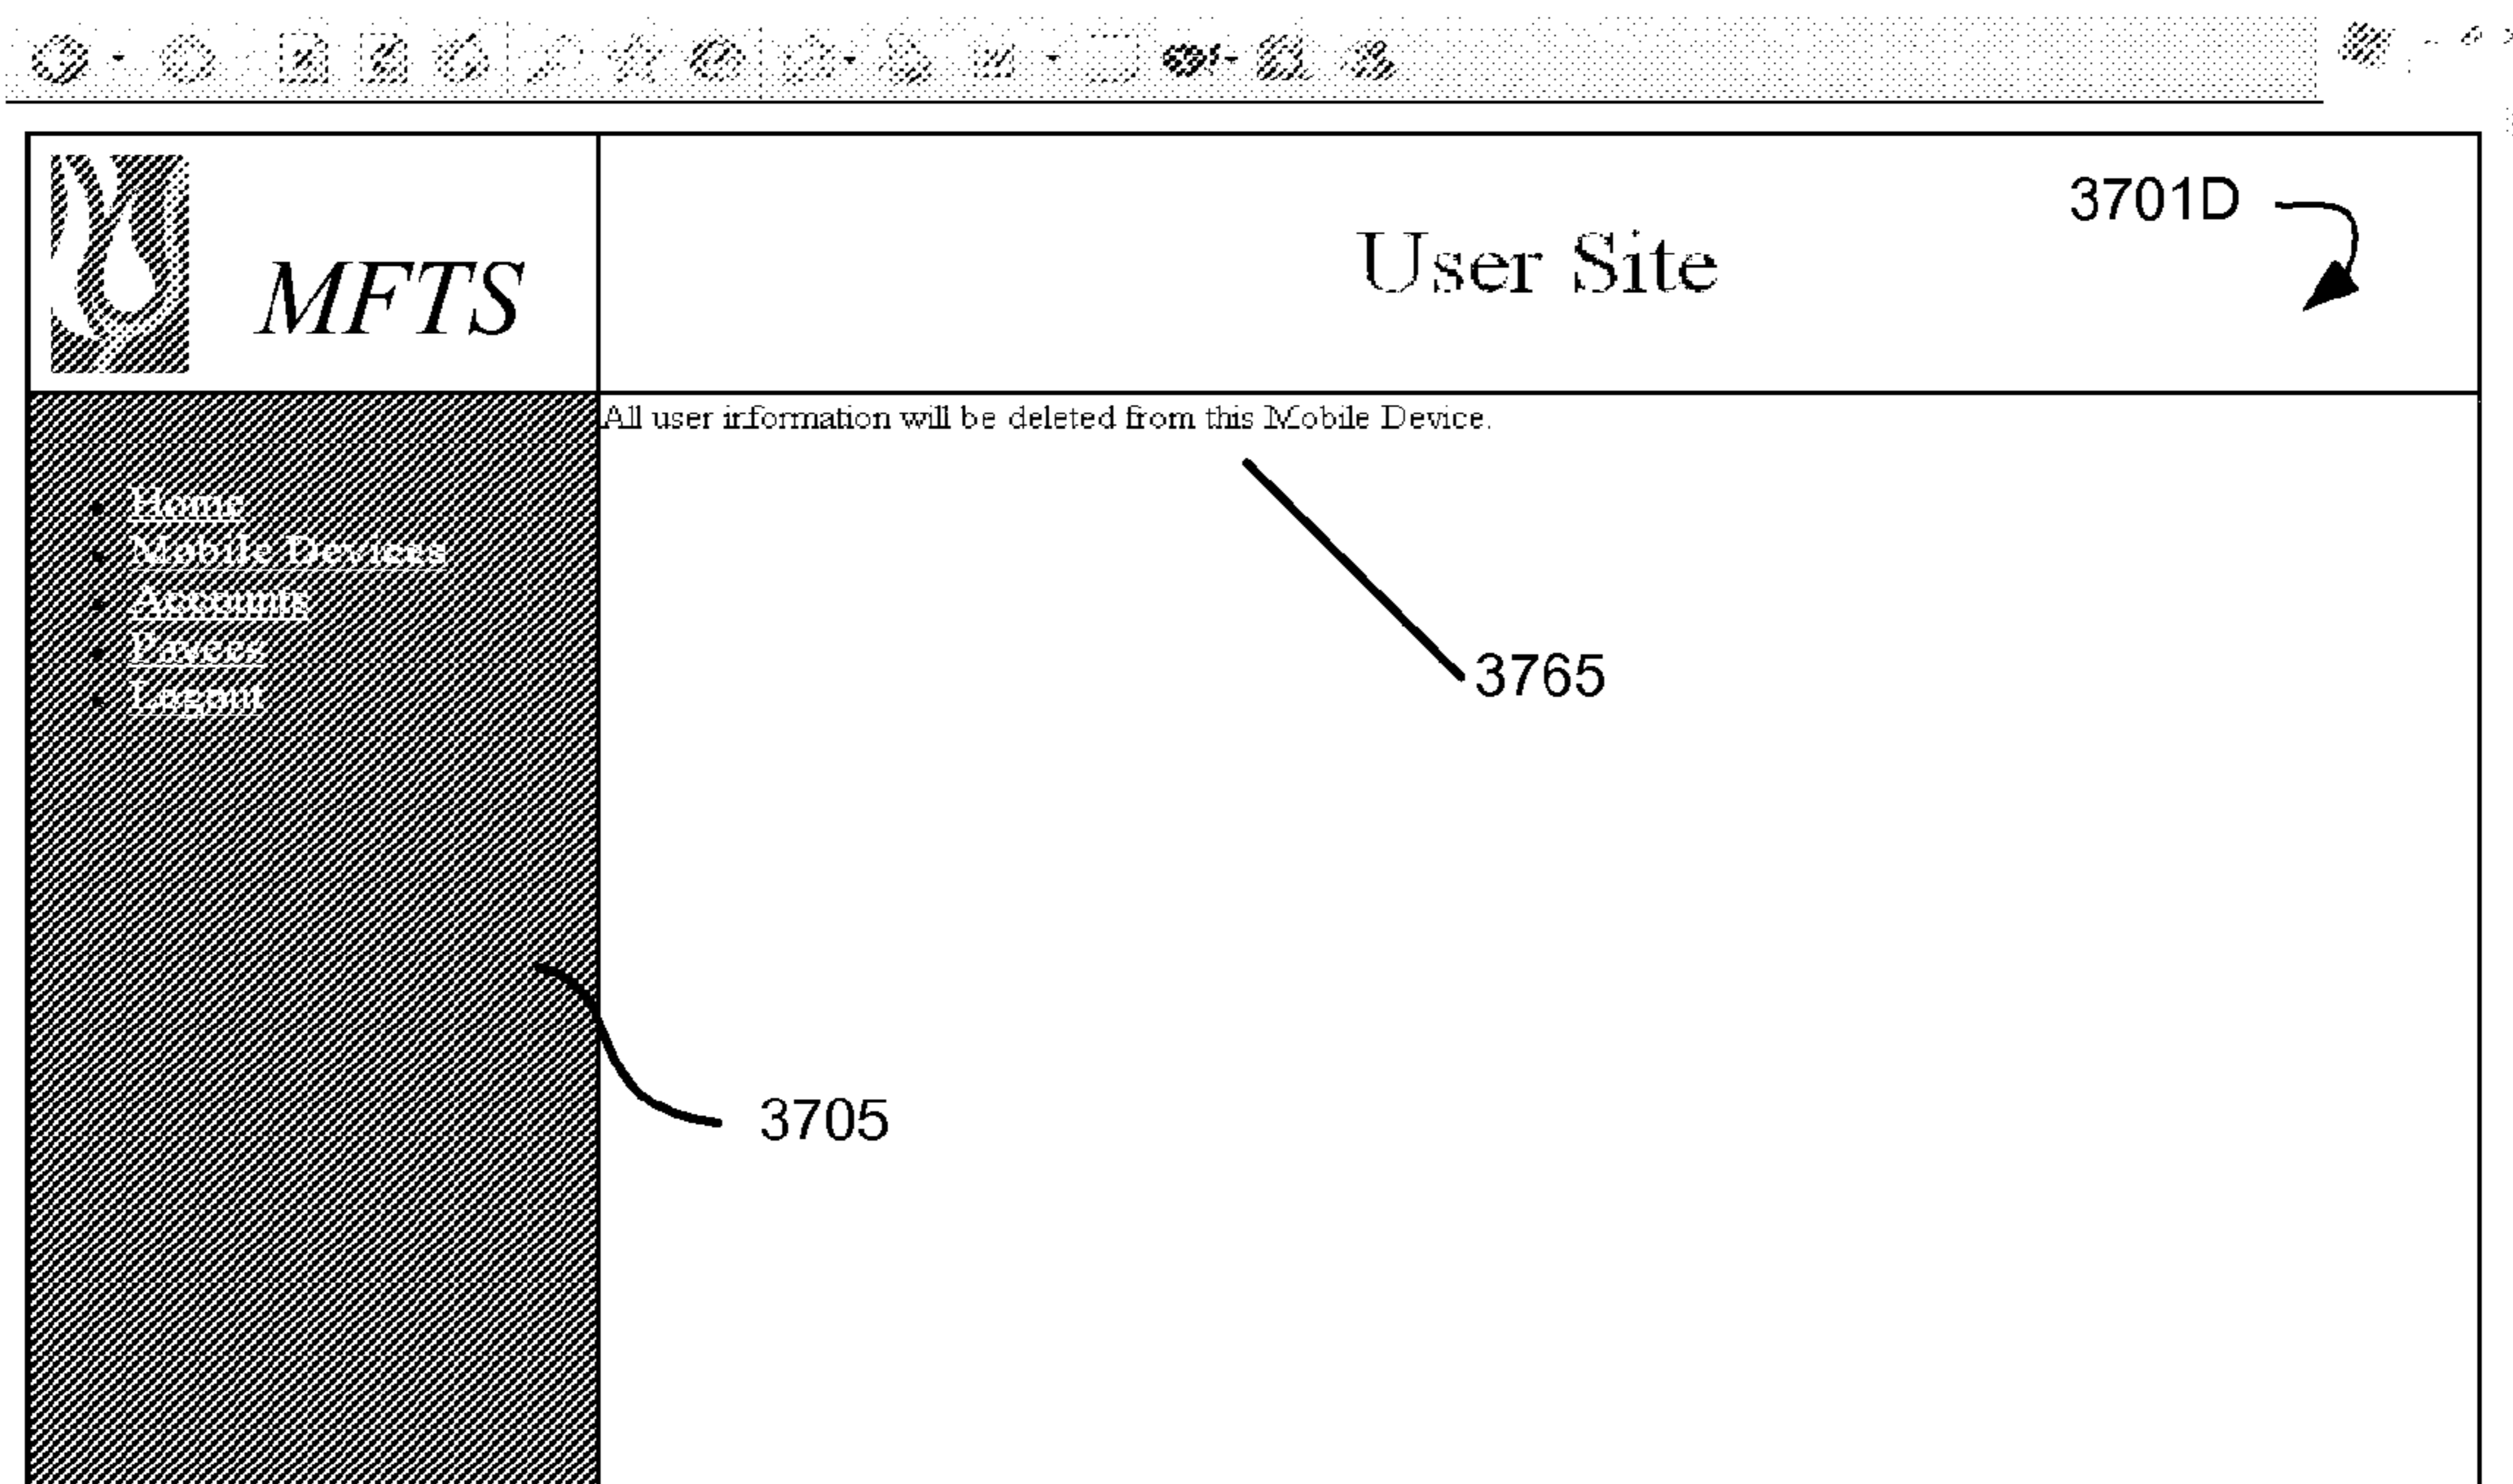 3701D
User Site
MFTS
All user information will be deleted from this Mobile Device.
Home
Mobile Devices
Accounts
Payees
Logout
3765
3705